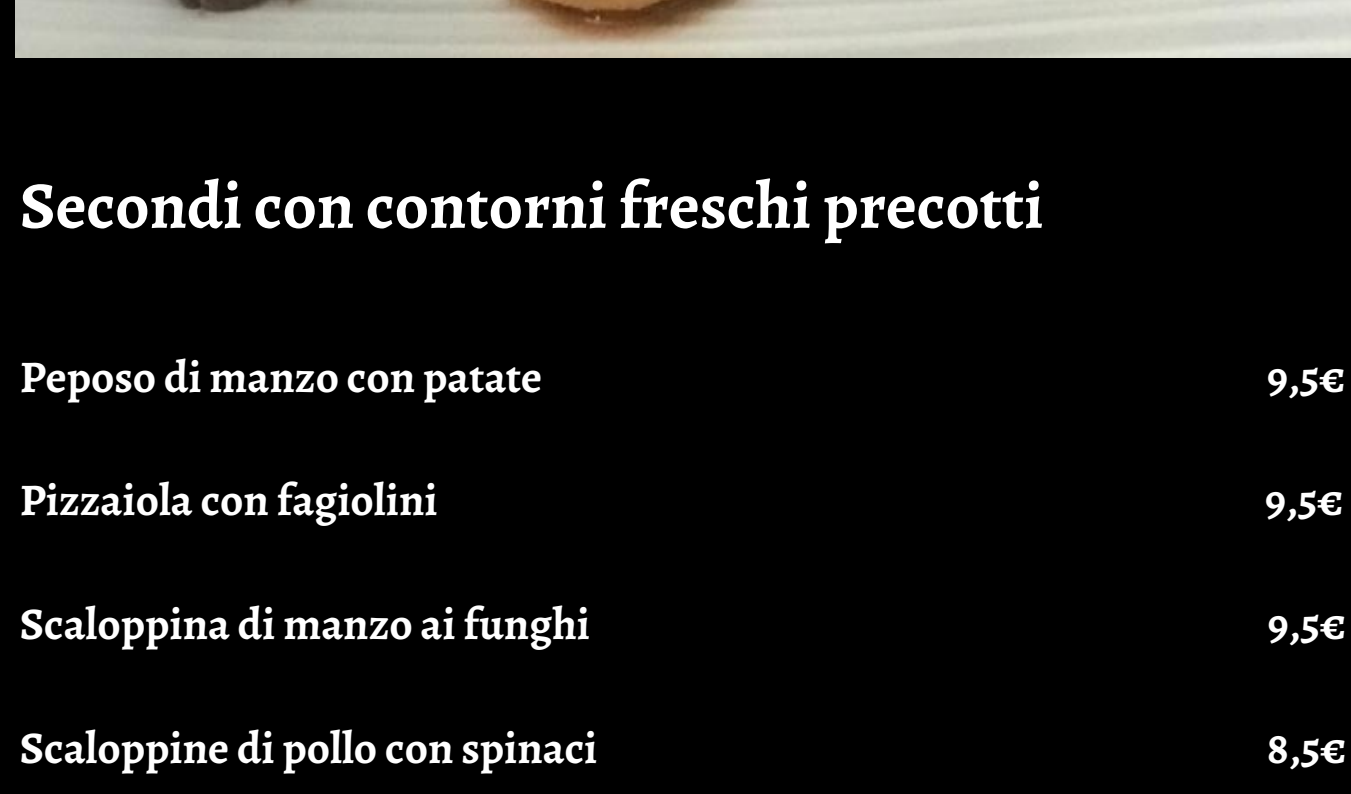 Secondi con contorni freschi precotti
Peposo di manzo con patate 9,5€
Pizzaiola con fagiolini 9,5€
Scaloppina di manzo ai funghi 9,5€
Scaloppine di pollo con spinaci 8,5€